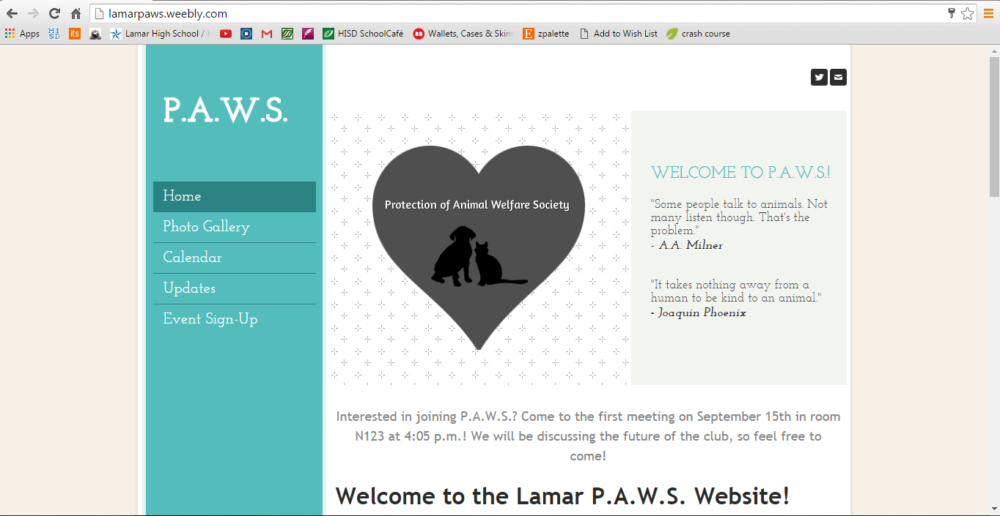 lamarpaws.weebly.com
Apps
HISD
its
Lamar High School / H
HISD SchoolCafé
Wallets, Cases & Skins
E
zpalette
Add to Wish List
crash course
P.A.W.S.
Home
Photo Gallery
Calendar
Updates
Event Sign-Up
Protection of Animal Welfare Society
WELCOME TO P.A.W.S.!
"Some people talk to animals. Not
many listen though. That's the
problem."
- A.A. Milner
"It takes nothing away from a
human to be kind to an animal."
- Joaquin Phoenix
Interested in joining P.A.W.S.? Come to the first meeting on September 15th in room
N123 at 4:05 p.m.! We will be discussing the future of the club, so feel free to
come!
Welcome to the Lamar P.A.W.S. Website!